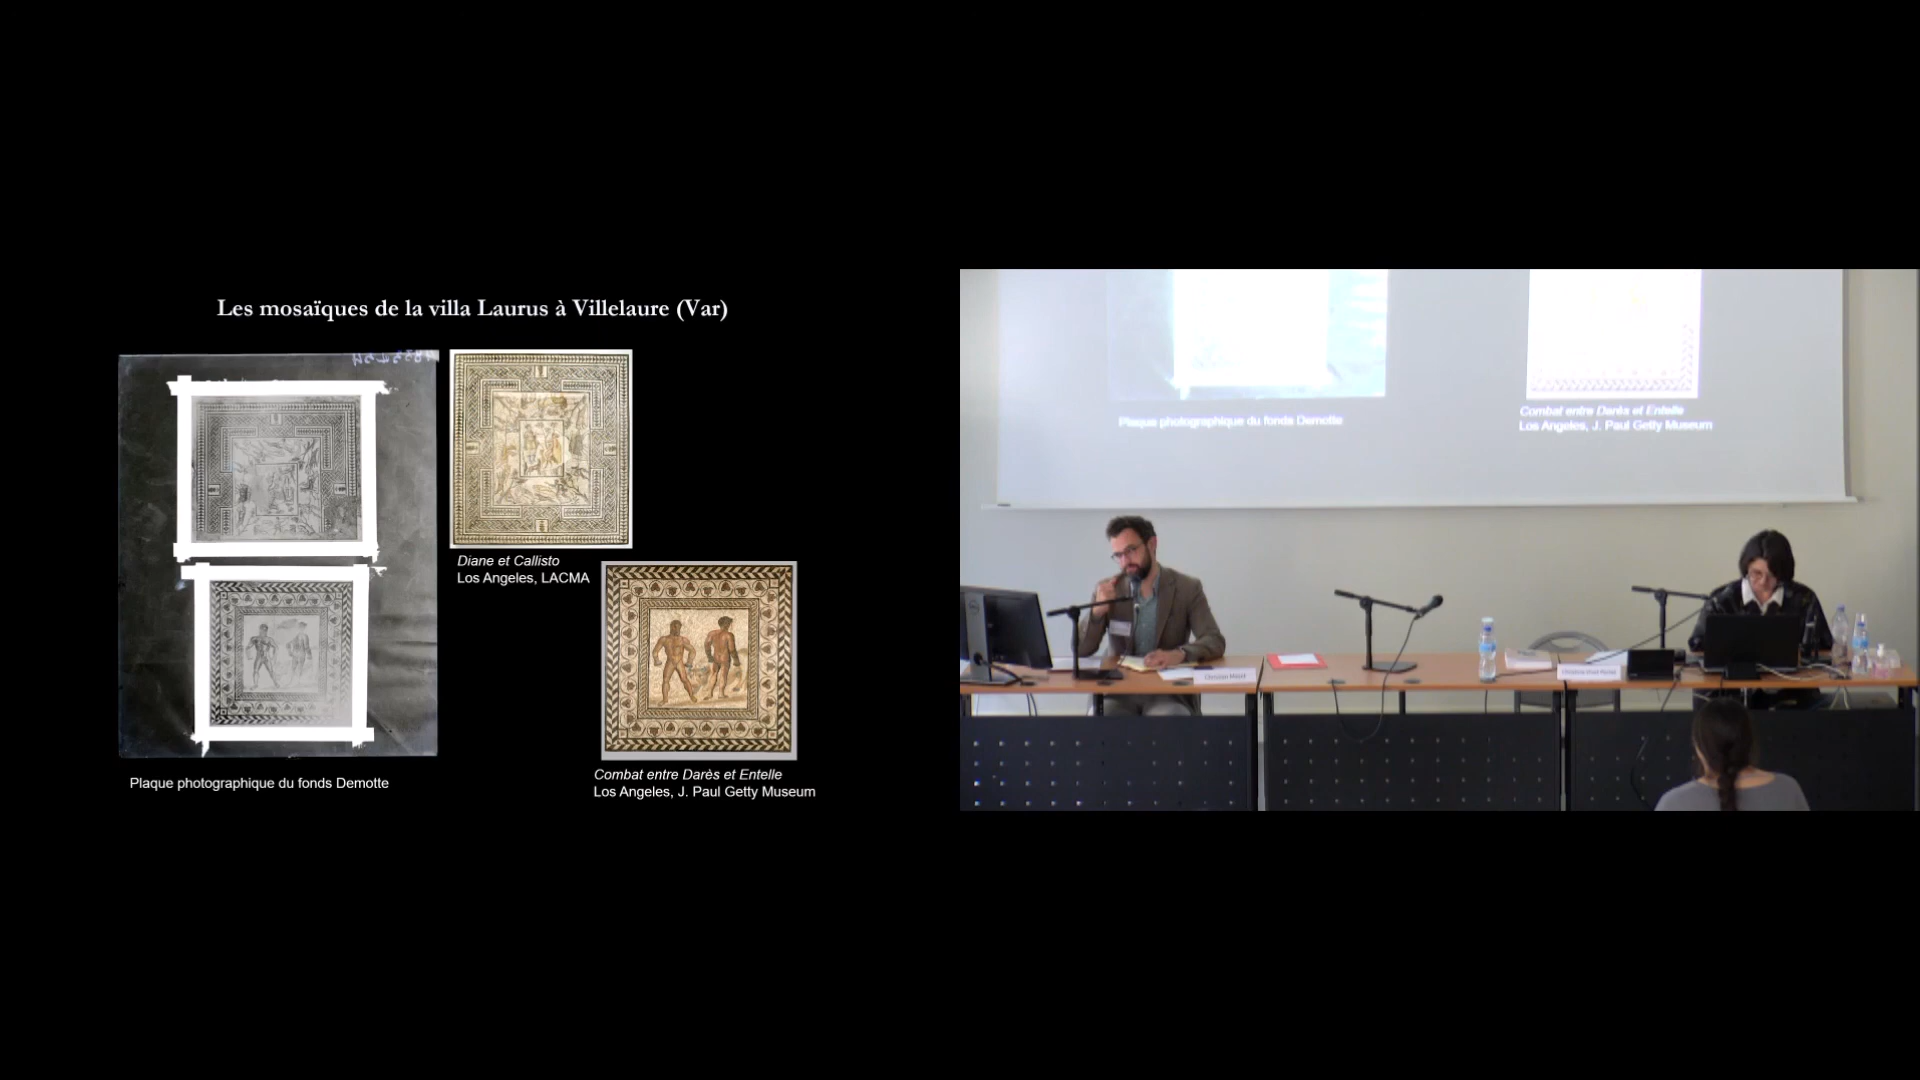 Les mosaïques de la villa Laurus à Villelaure (Var)
Diane et Callisto
Los Angeles, LACMA
Combat entre Darès et Entelle
Los Angeles, J. Paul Getty Museum
Plaque photographique du fonds Demotte
Plaque photographique du fonds Demotte
Combat entre Darès et Entelle
Los Angeles, J. Paul Getty Museum